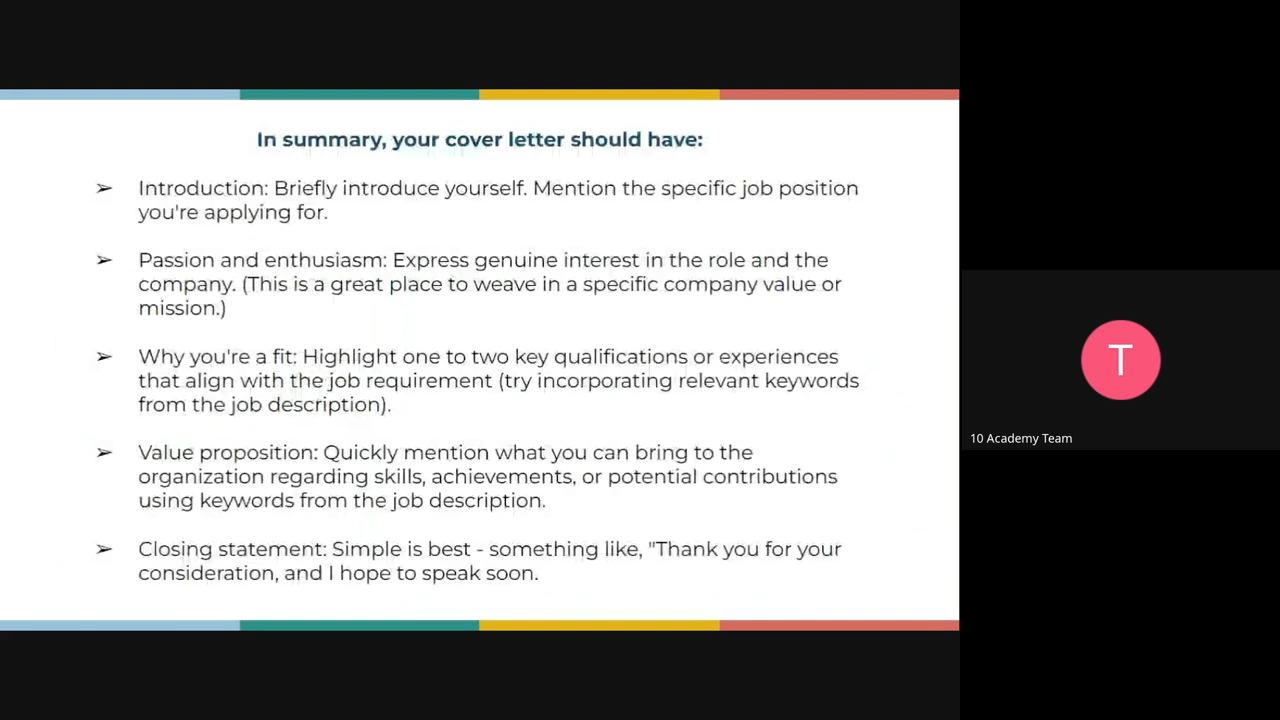 In summary, your cover letter should have:
➢ Introduction: Briefly introduce yourself. Mention the specific job position
you're applying for.
➢ Passion and enthusiasm: Express genuine interest in the role and the
company. (This is a great place to weave in a specific company value or
mission.)
➢ Why you're a fit: Highlight one to two key qualifications or experiences
that align with the job requirement (try incorporating relevant keywords
from the job description).
➢ Value proposition: Quickly mention what you can bring to the
organization regarding skills, achievements, or potential contributions
using keywords from the job description.
➢ Closing statement: Simple is best - something like, "Thank you for your
consideration, and I hope to speak soon.
T
10 Academy Team